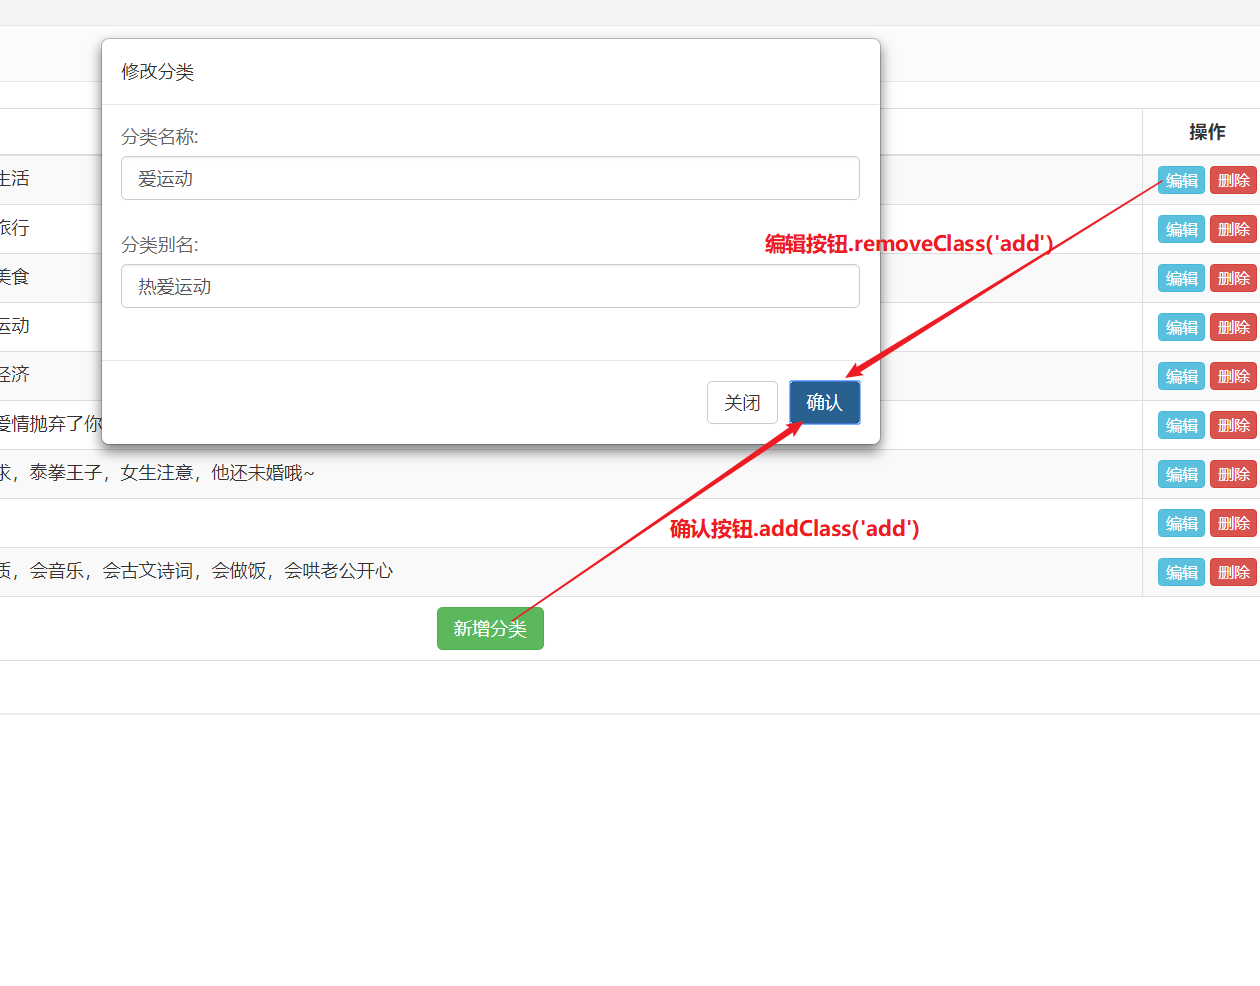 修改分类
分类名称:
爱运动
分类别名:
热爱运动
关闭 确认
操作
生活 编辑 删除
旅行 编辑 删除
编辑按钮.removeClass('add')
美食 编辑 删除
运动 编辑 删除
经济 编辑 删除
爱情抛弃了你 编辑 删除
求，泰拳王子，女生注意，他还未婚哦~ 编辑 删除
确认按钮.addClass('add')
编辑 删除
质，会音乐，会古文诗词，会做饭，会哄老公开心 编辑 删除
新增分类